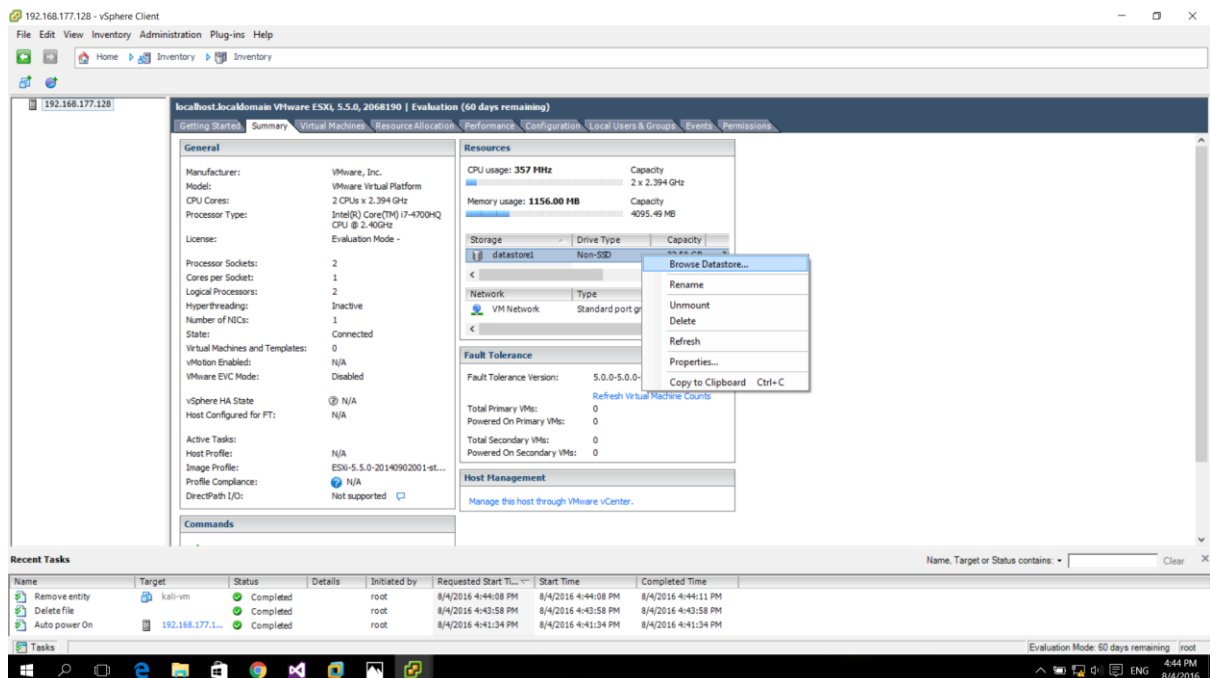 192.168.177.128 - vSphere Client
File Edit View Inventory Administration Plug-ins Help
Home Inventory Inventory
192.168.177.128
localhost.localdomain VMware ESXi, 5.5.0, 2068190 | Evaluation (60 days remaining)
Getting Started Summary Virtual Machines Resource Allocation Performance Configuration Local Users & Groups Events Permissions
General
Manufacturer: VMware, Inc.
Model: VMware Virtual Platform
CPU Cores: 2 CPUs x 2.394 GHz
Processor Type: Intel(R) Core(TM) i7-4700HQ
CPU @ 2.40GHz
License: Evaluation Mode -
Processor Sockets: 2
Cores per Socket: 1
Logical Processors: 2
Hyperthreading: Inactive
Number of NICs: 1
State: Connected
Virtual Machines and Templates: 0
vMotion Enabled: N/A
VMware EVC Mode: Disabled
vSphere HA State N/A
Host Configured for FT: N/A
Active Tasks:
Host Profile: N/A
Image Profile: ESXi-5.5.0-20140902001-st...
Profile Compliance: N/A
DirectPath I/O: Not supported
Commands
Resources
CPU usage: 357 MHz Capacity
2 x 2.394 GHz
Memory usage: 1156.00 MB Capacity
4095.49 MB
Storage Drive Type Capacity
datastore1 Non-SSD
Network Type
VM Network Standard port gr
Browse Datastore...
Rename
Unmount
Delete
Refresh
Properties...
Copy to Clipboard Ctrl+C
Fault Tolerance
Fault Tolerance Version: 5.0.0-5.0.0-
Refresh Virtual Machine Counts
Total Primary VMs: 0
Powered On Primary VMs: 0
Total Secondary VMs: 0
Powered On Secondary VMs: 0
Host Management
Manage this host through VMware vCenter.
Recent Tasks
Name, Target or Status contains: Clear
Name Target Status Details Initiated by Requested Start Ti... Start Time Completed Time
Remove entity kali-vm Completed root 8/4/2016 4:44:08 PM 8/4/2016 4:44:08 PM 8/4/2016 4:44:11 PM
Delete file Completed root 8/4/2016 4:43:58 PM 8/4/2016 4:43:58 PM 8/4/2016 4:43:58 PM
Auto power On 192.168.177.1... Completed root 8/4/2016 4:41:34 PM 8/4/2016 4:41:34 PM 8/4/2016 4:41:34 PM
Tasks Evaluation Mode: 60 days remaining root
ENG 4:44 PM
8/4/2016